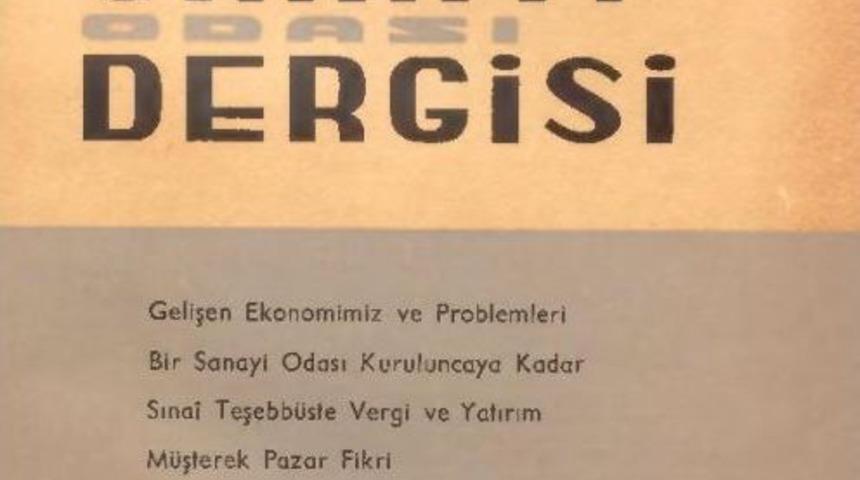 ODASI
DERGİSİ
Gelişen Ekonomimiz ve Problemleri
Bir Sanayi Odası Kuruluncaya Kadar
Sınaî Teşebbüste Vergi ve Yatırım
Müşterek Pazar Fikri